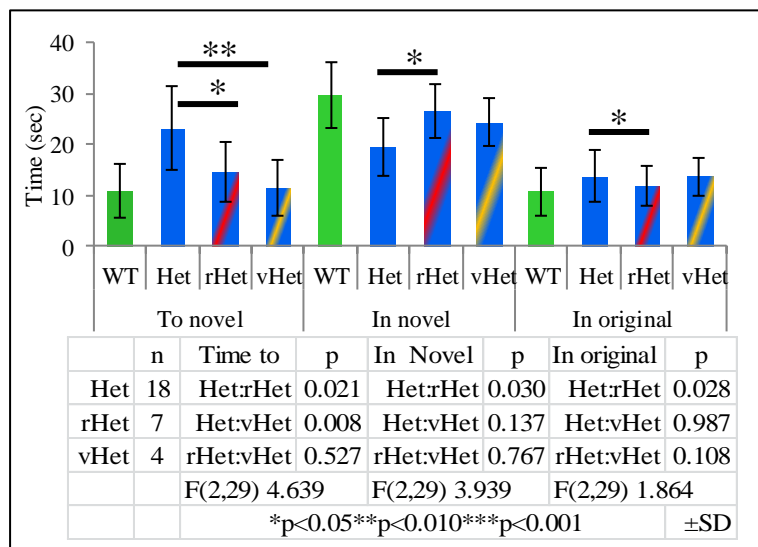 40
30
20
10
0
Time (sec)
**
*
*
*
WT Het rHet vHet WT Het rHet vHet WT Het rHet vHet
To novel In novel In original
n Time to p In Novel p In original p
Het 18 Het:rHet 0.021 Het:rHet 0.030 Het:rHet 0.028
rHet 7 Het:vHet 0.008 Het:vHet 0.137 Het:vHet 0.987
vHet 4 rHet:vHet 0.527 rHet:vHet 0.767 rHet:vHet 0.108
F(2,29) 4.639 F(2,29) 3.939 F(2,29) 1.864
*p<0.05**p<0.010***p<0.001 ±SD